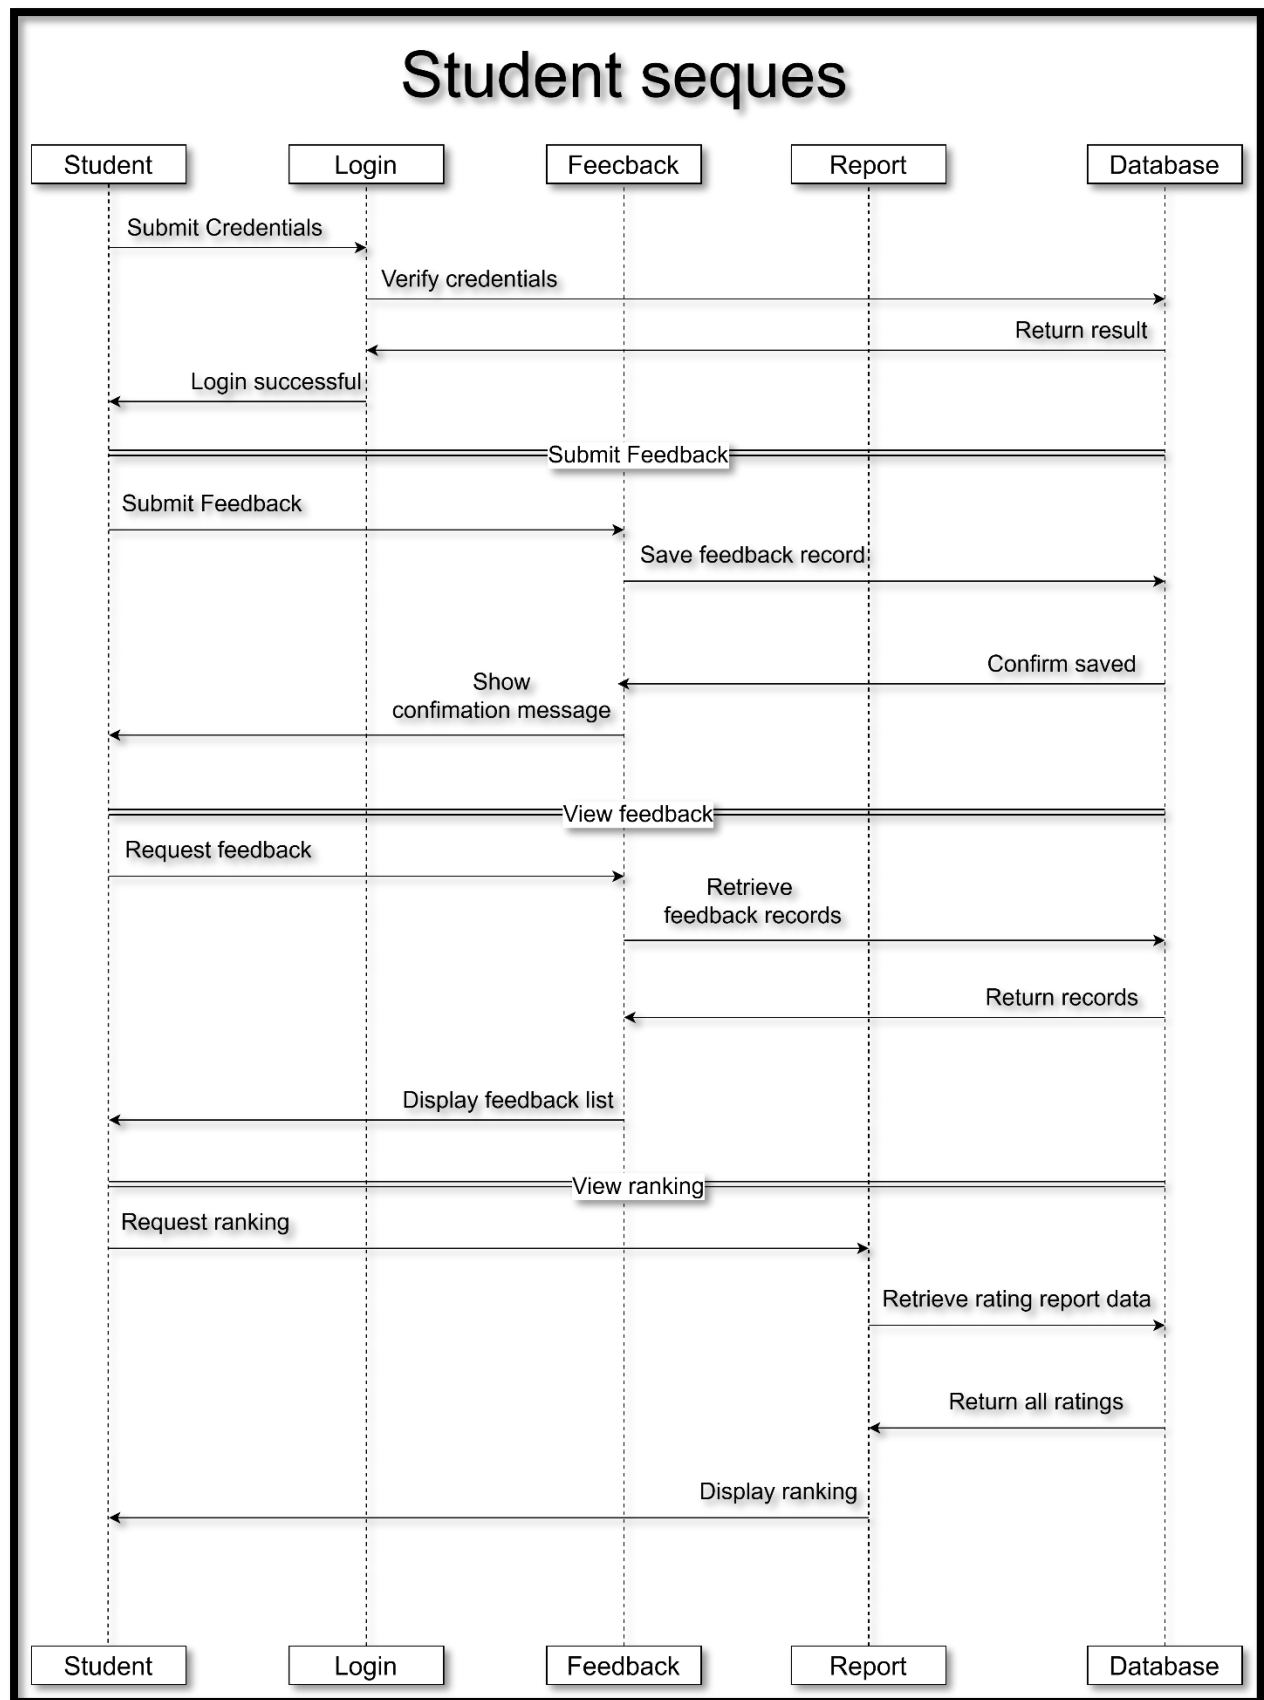 Student seques
Student
Login
Feecback
Report
Database
Submit Credentials
Verify credentials
Return result
Login successful
Submit Feedback
Submit Feedback
Save feedback record
Confirm saved
Show
confimation message
View feedback
Request feedback
Retrieve
feedback records
Return records
Display feedback list
View ranking
Request ranking
Retrieve rating report data
Return all ratings
Display ranking
Student
Login
Feedback
Report
Database